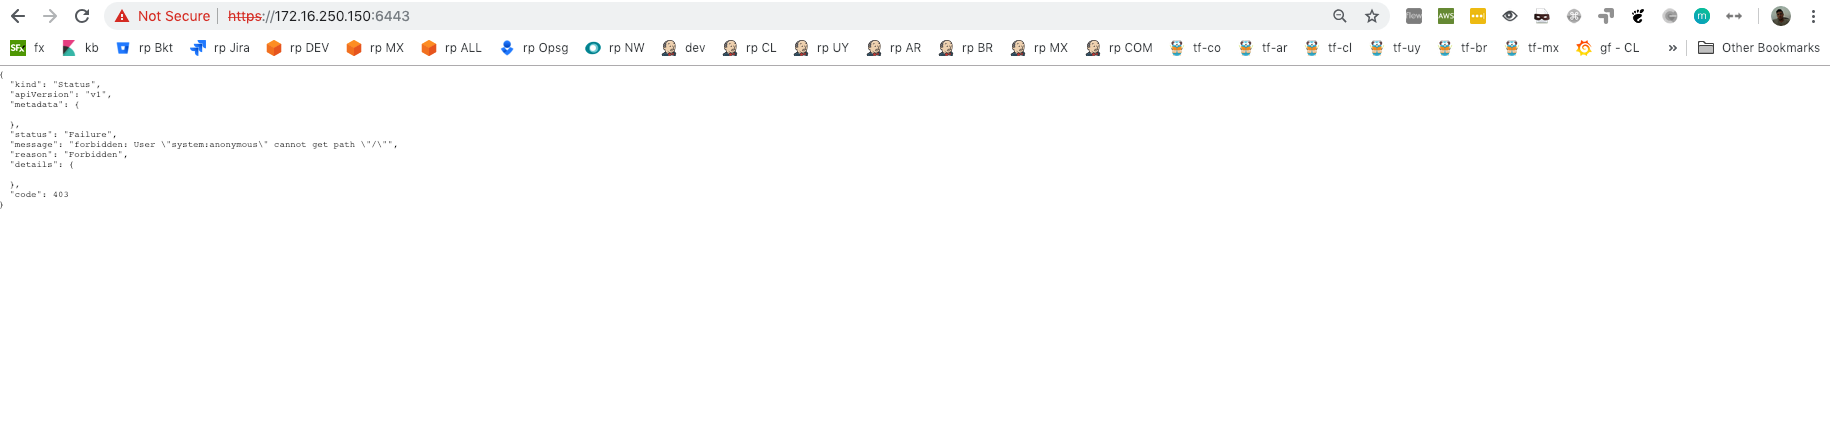 Not Secure | https://172.16.250.150:6443 flew AWS m
SFx fx kb rp Bkt rp Jira rp DEV rp MX rp ALL rp Opsg rp NW dev rp CL rp UY rp AR rp BR rp MX rp COM tf-co tf-ar tf-cl tf-uy tf-br tf-mx gf - CL » Other Bookmarks
{
  "kind": "Status",
  "apiVersion": "v1",
  "metadata": {
  },
  "status": "Failure",
  "message": "forbidden: User \"system:anonymous\" cannot get path \"/\"",
  "reason": "Forbidden",
  "details": {
  },
  "code": 403
}